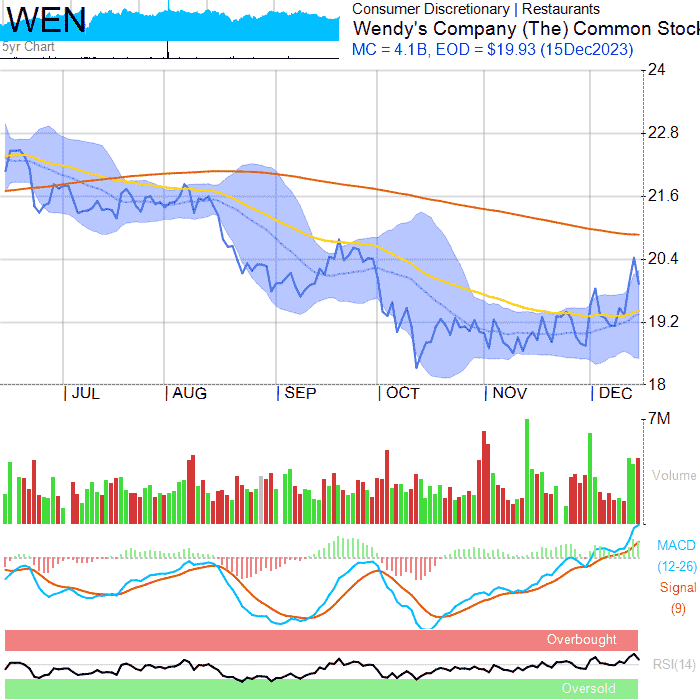 WEN
5yr Chart
Consumer Discretionary | Restaurants
Wendy's Company (The) Common Stock
MC = 4.1B, EOD = $19.93 (15Dec2023)
24
22.8
21.6
20.4
19.2
18
JUL AUG SEP OCT NOV DEC
7M
Volume
MACD
(12-26)
Signal
(9)
Overbought
RSI(14)
Oversold